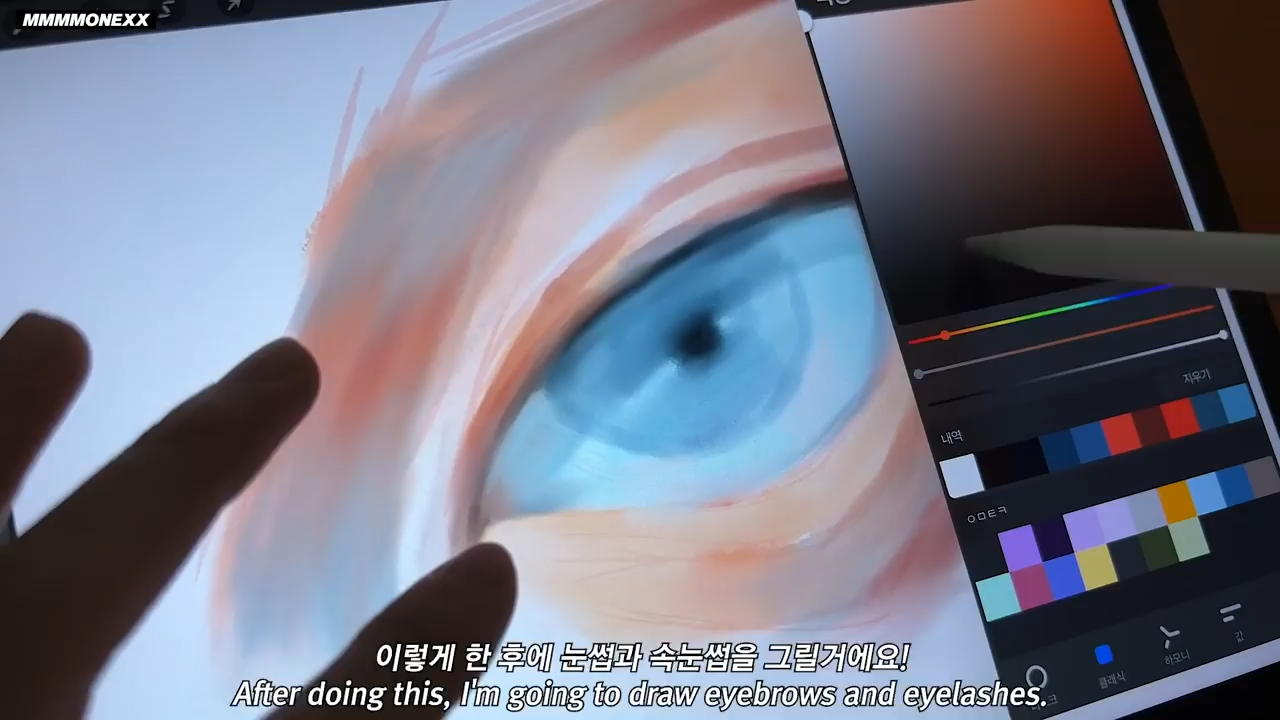 MMMMONEXX
지우기
내역
ㅇㅁㅌㅋ
클래식
하모니
값
이렇게 한 후에 눈썹과 속눈썹을 그릴거에요!
After doing this, I'm going to draw eyebrows and eyelashes.